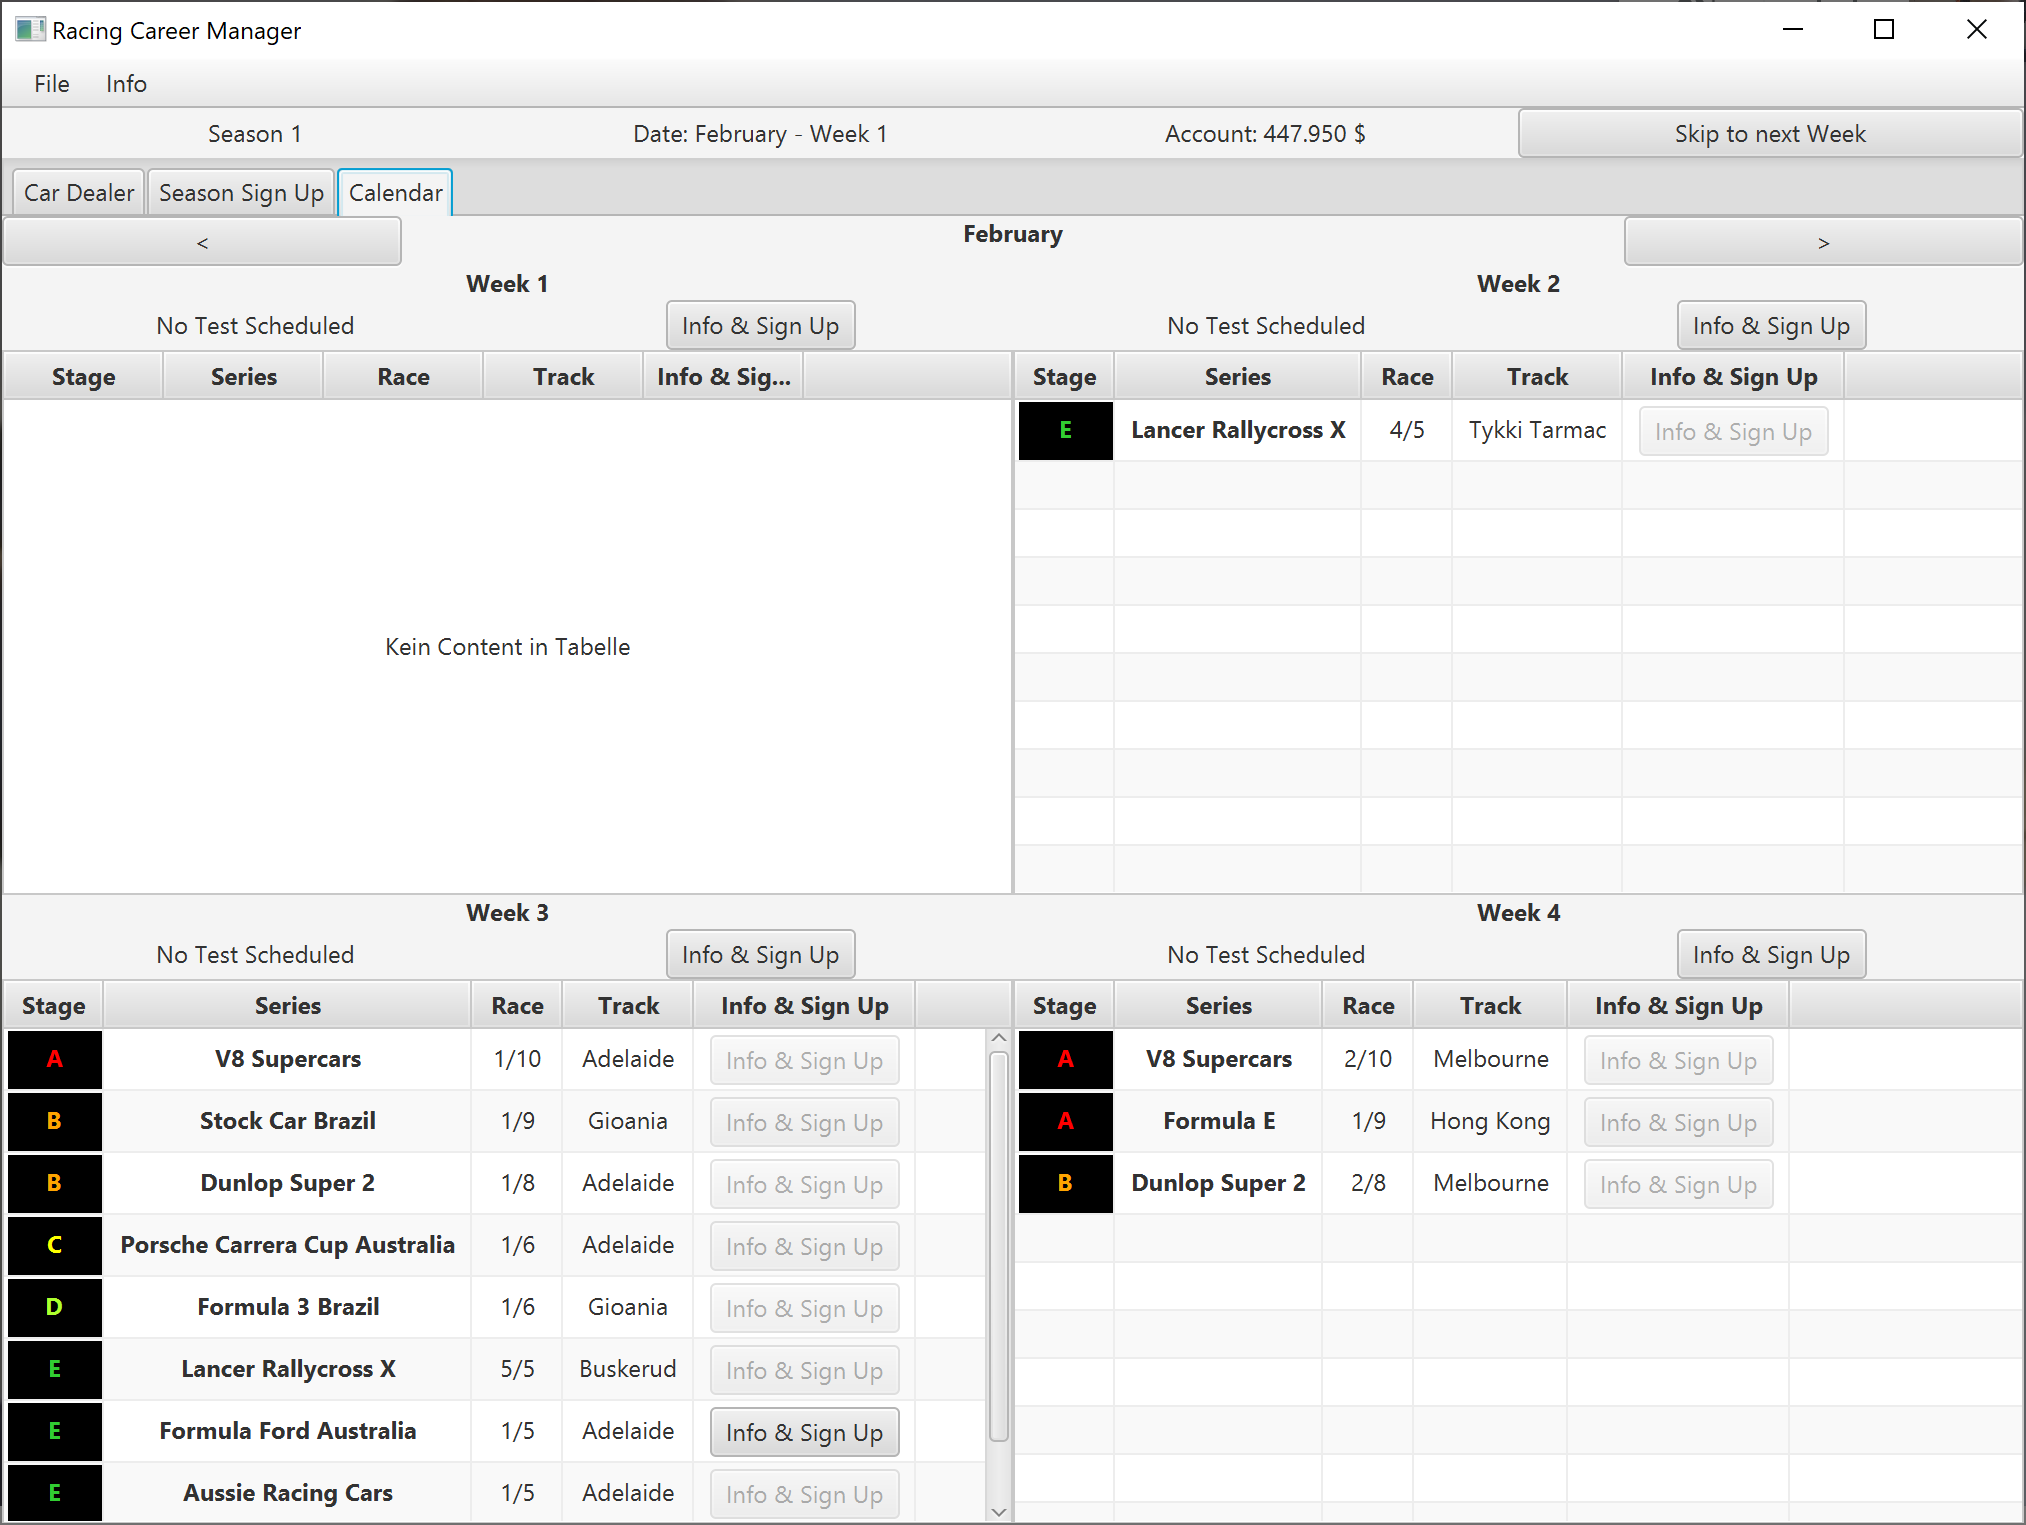 Racing Career Manager
File Info
Season 1 Date: February - Week 1 Account: 447.950 $ Skip to next Week
Car Dealer Season Sign Up Calendar
< February >
Week 1
No Test Scheduled Info & Sign Up
Stage Series Race Track Info & Sig...
Kein Content in Tabelle
Week 2
No Test Scheduled Info & Sign Up
Stage Series Race Track Info & Sign Up
E Lancer Rallycross X 4/5 Tykki Tarmac Info & Sign Up
Week 3
No Test Scheduled Info & Sign Up
Stage Series Race Track Info & Sign Up
A V8 Supercars 1/10 Adelaide Info & Sign Up
B Stock Car Brazil 1/9 Gioania Info & Sign Up
B Dunlop Super 2 1/8 Adelaide Info & Sign Up
C Porsche Carrera Cup Australia 1/6 Adelaide Info & Sign Up
D Formula 3 Brazil 1/6 Gioania Info & Sign Up
E Lancer Rallycross X 5/5 Buskerud Info & Sign Up
E Formula Ford Australia 1/5 Adelaide Info & Sign Up
E Aussie Racing Cars 1/5 Adelaide Info & Sign Up
Week 4
No Test Scheduled Info & Sign Up
Stage Series Race Track Info & Sign Up
A V8 Supercars 2/10 Melbourne Info & Sign Up
A Formula E 1/9 Hong Kong Info & Sign Up
B Dunlop Super 2 2/8 Melbourne Info & Sign Up